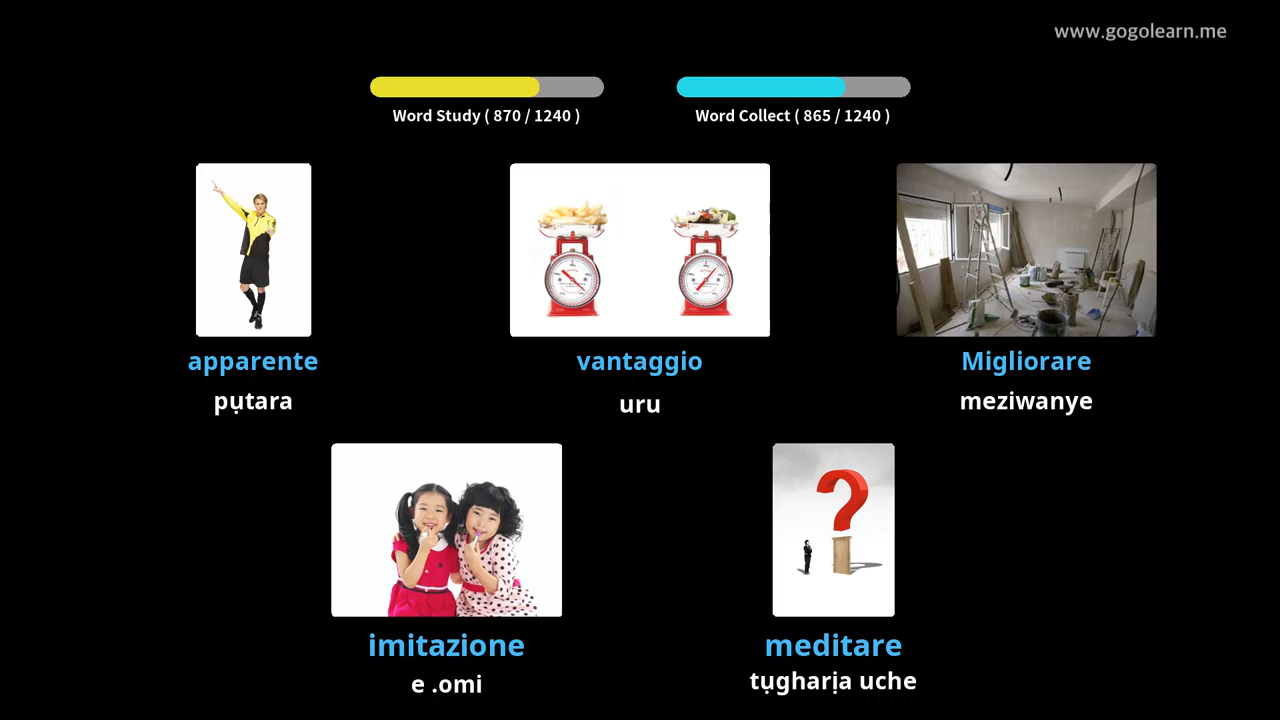 www.gogolearn.me
Word Study ( 870 / 1240 )
Word Collect ( 865 / 1240 )
apparente
pụtara
vantaggio
uru
Migliorare
meziwanye
imitazione
e .omi
meditare
tụgharịa uche